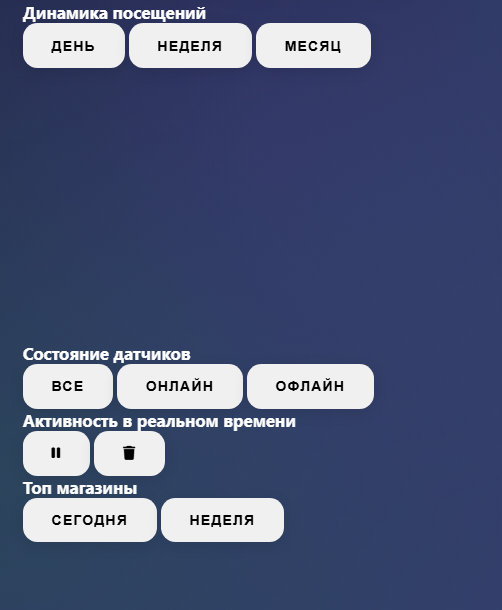 Динамика посещений
ДЕНЬ НЕДЕЛЯ МЕСЯЦ
Состояние датчиков
ВСЕ ОНЛАЙН ОФЛАЙН
Активность в реальном времени
Топ магазины
СЕГОДНЯ НЕДЕЛЯ